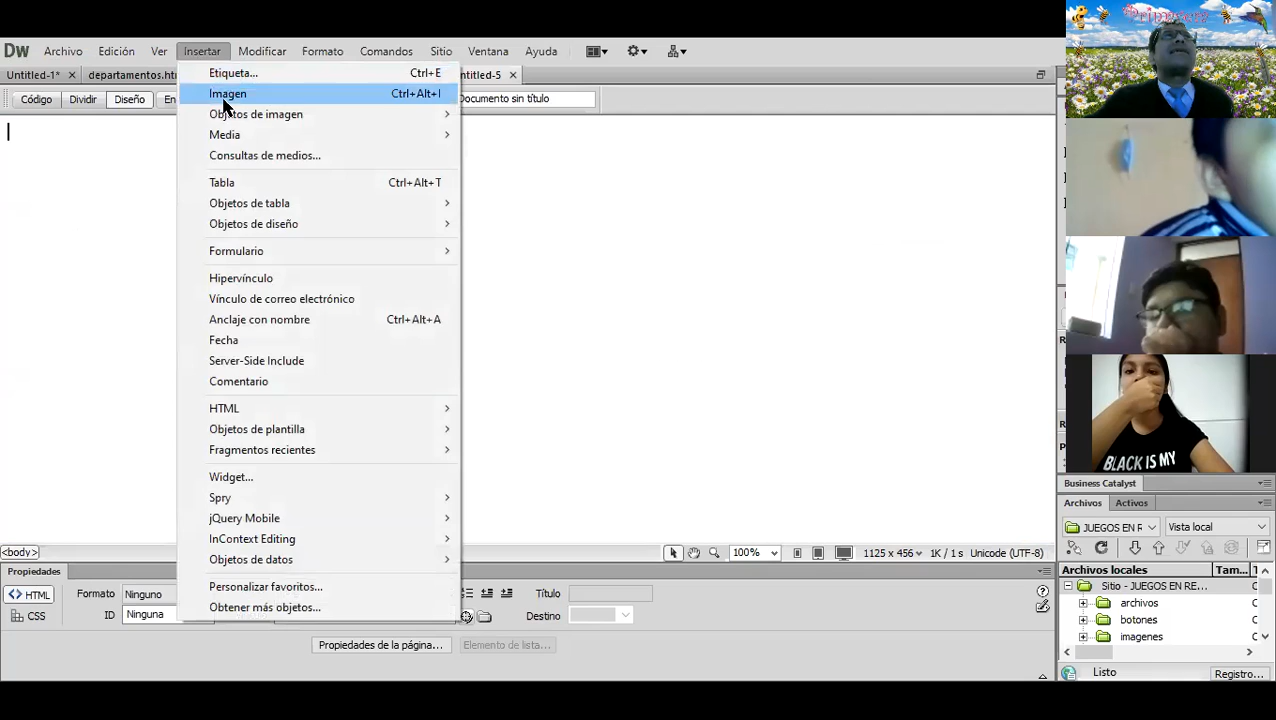 Primavera
Dw Archivo Edición Ver Insertar Modificar Formato Comandos Sitio Ventana Ayuda
Untitled-1* × departamentos.htm ntitled-5 ×
Código Dividir Diseño En Documento sin título
Etiqueta... Ctrl+E
Imagen Ctrl+Alt+I
Objetos de imagen
Media
Consultas de medios...
Tabla Ctrl+Alt+T
Objetos de tabla
Objetos de diseño
Formulario
Hipervínculo
Vínculo de correo electrónico
Anclaje con nombre Ctrl+Alt+A
Fecha
Server-Side Include
Comentario
HTML
Objetos de plantilla
Fragmentos recientes
Widget...
Spry
jQuery Mobile
InContext Editing
Objetos de datos
Personalizar favoritos...
Obtener más objetos...
BLACK IS MY
<body> 100% 1125 x 456 1K / 1 s Unicode (UTF-8)
Propiedades
HTML Formato Ninguno Título
CSS ID Ninguna Destino
Propiedades de la página... Elemento de lista...
Business Catalyst
Archivos Activos
JUEGOS EN RE Vista local
Archivos locales Tam... T
Sitio - JUEGOS EN RE... C
archivos C
botones C
imagenes C
Listo Registro...